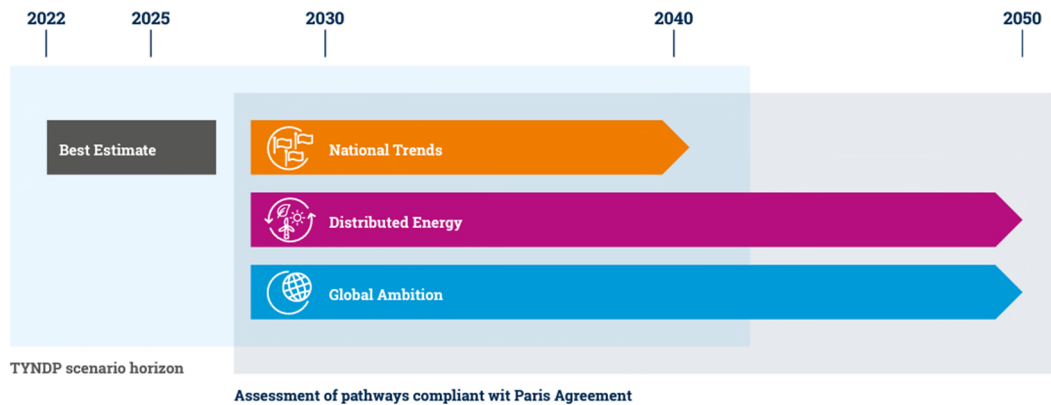 2022 2025 2030 2040 2050
Best Estimate
National Trends
Distributed Energy
Global Ambition
TYNDP scenario horizon
Assessment of pathways compliant wit Paris Agreement